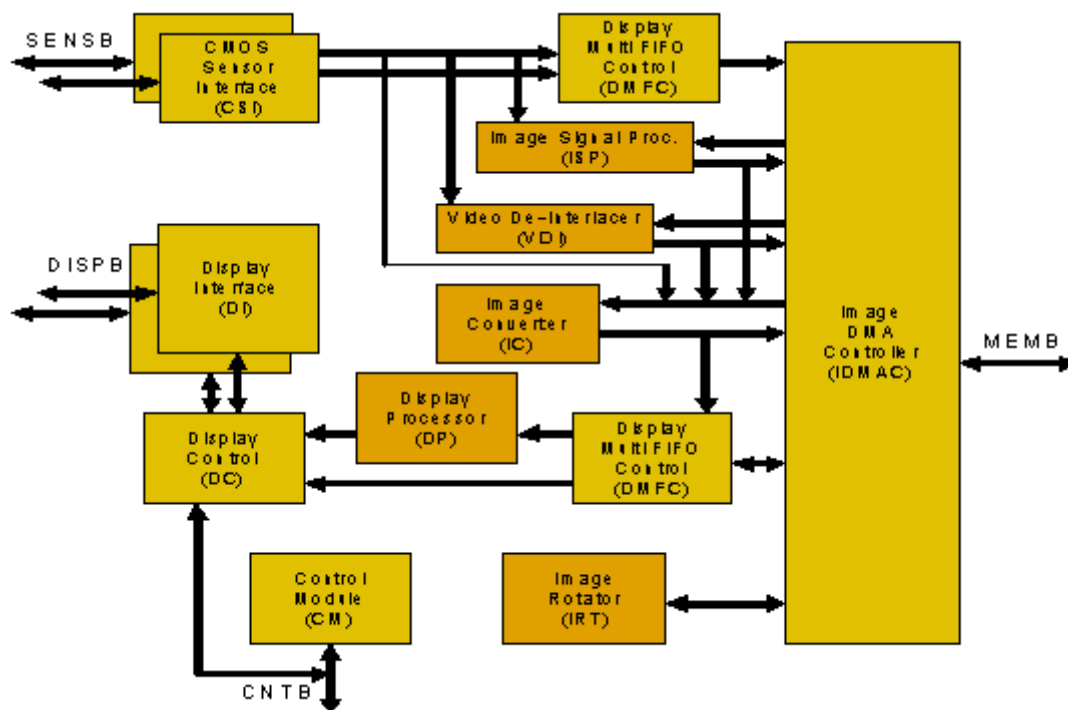 SENSB
CMOS
Sensor
Interface
(CSI)
Display
Multi FIFO
Control
(DMFC)
Image Signal Proc.
(ISP)
Video De-Interlacer
(VDI)
DISPB
Display
Interface
(DI)
Image
Converter
(IC)
Image
DMA
Controller
(IDMAC)
MEMB
Display
Processor
(DP)
Display
Control
(DC)
Display
Multi FIFO
Control
(DMFC)
Control
Module
(CM)
Image
Rotator
(IRT)
CNTB